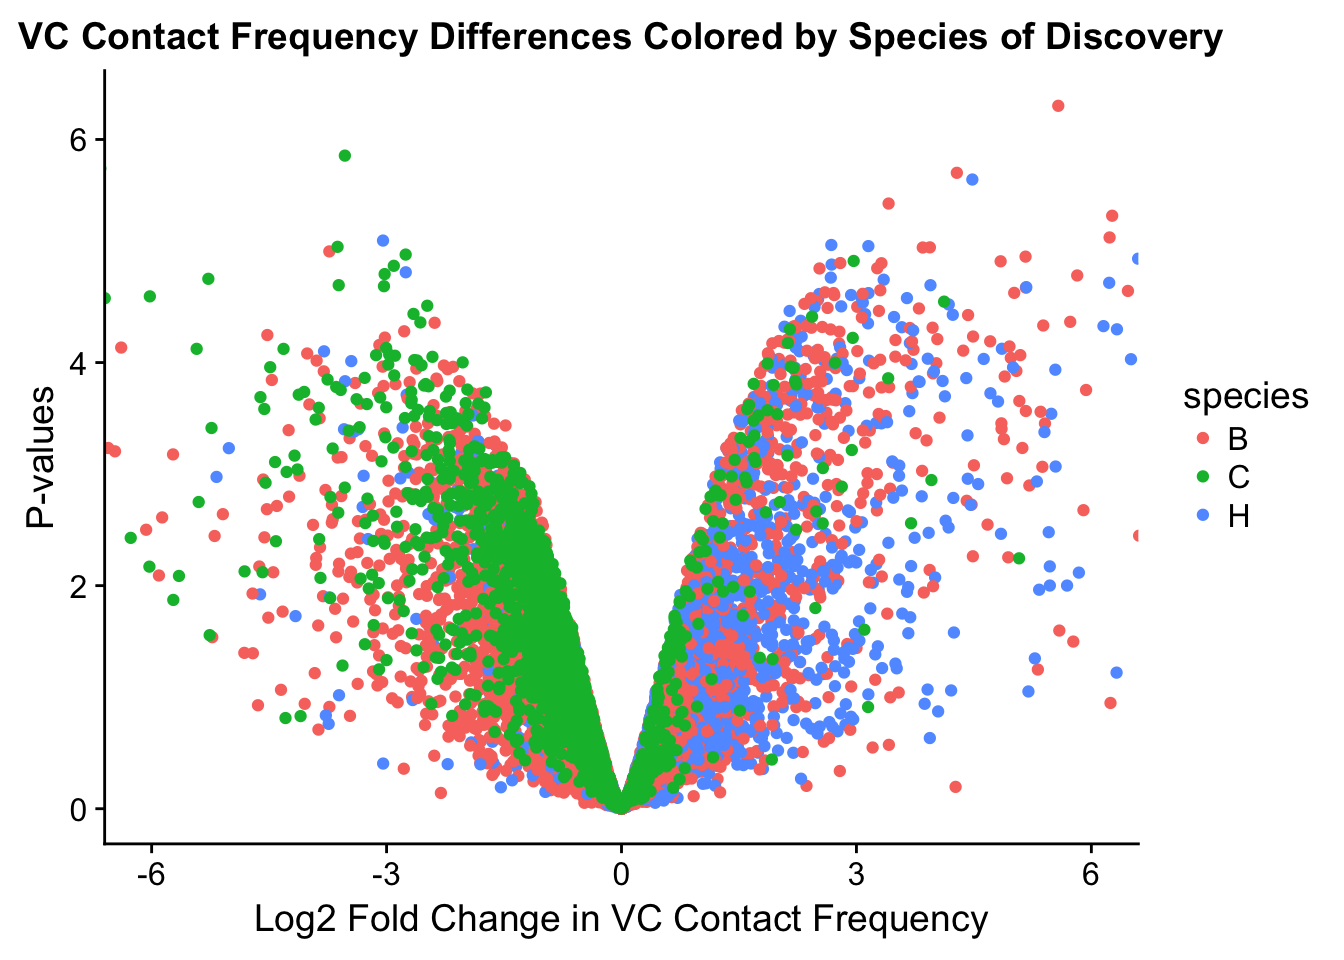 VC Contact Frequency Differences Colored by Species of Discovery
P-values
6
4
2
0
-6 -3 0 3 6
Log2 Fold Change in VC Contact Frequency
species
B
C
H